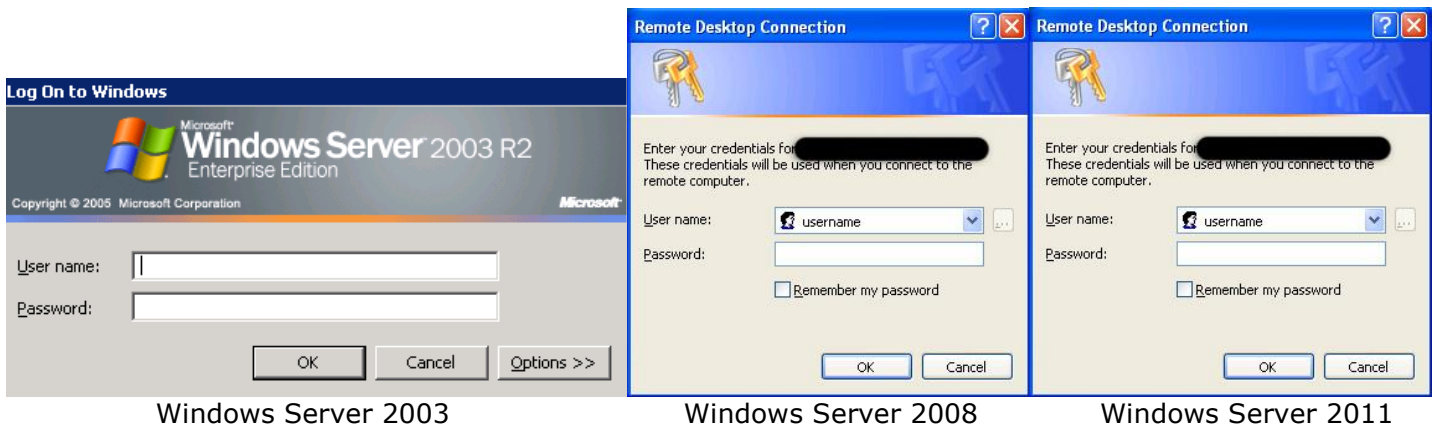 Log On to Windows
Microsoft
Windows Server 2003 R2
Enterprise Edition
Copyright © 2005 Microsoft Corporation
Microsoft
User name:
Password:
OK Cancel Options >>
Windows Server 2003
Remote Desktop Connection
Enter your credentials for
These credentials will be used when you connect to the
remote computer.
User name: username ...
Password:
Remember my password
OK Cancel
Windows Server 2008
Remote Desktop Connection
Enter your credentials for
These credentials will be used when you connect to the
remote computer.
User name: username ...
Password:
Remember my password
OK Cancel
Windows Server 2011